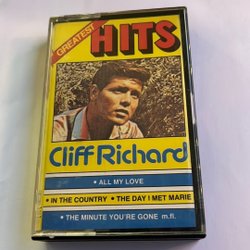 GREATEST
HITS
Cliff Richard
• ALL MY LOVE
• IN THE COUNTRY • THE DAY I MET MARIE
• THE MINUTE YOU'RE GONE m.fl.